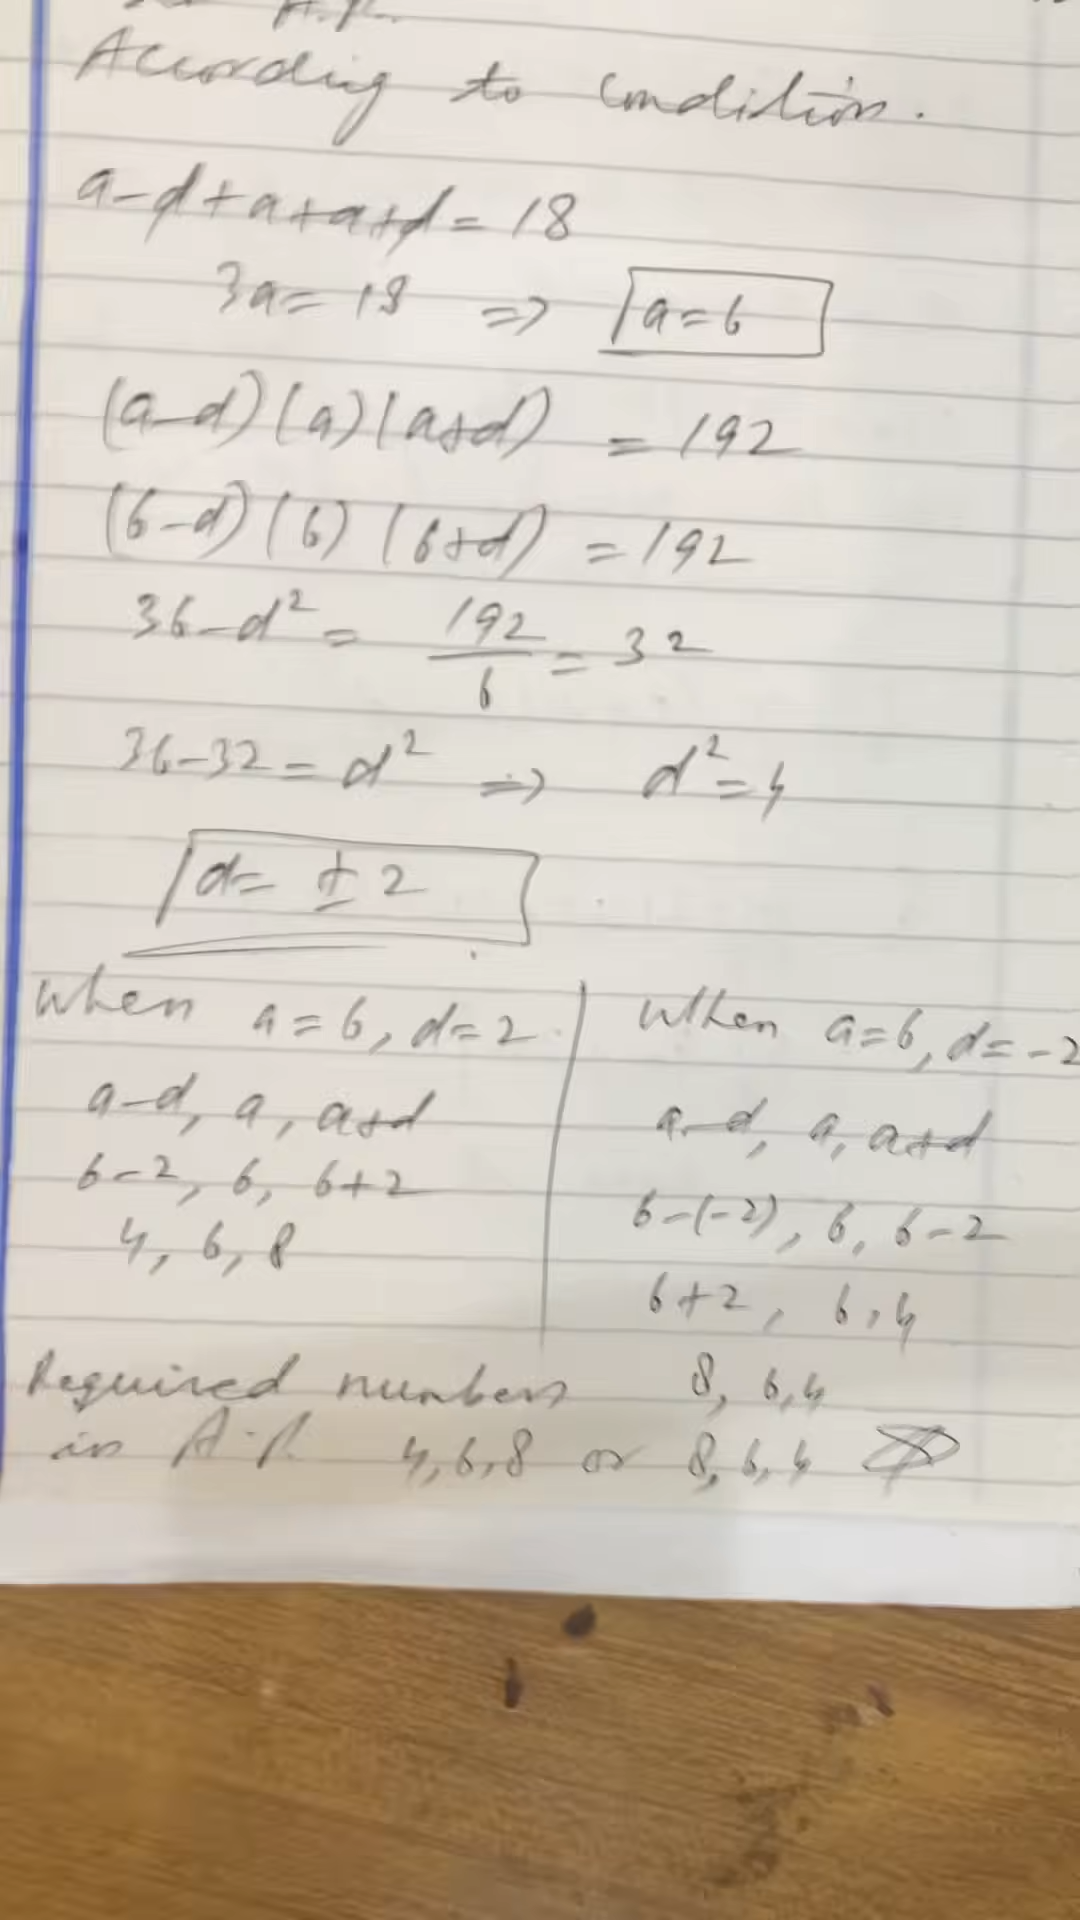 A.P.
According to condition.
a-d+a+a+d = 18
3a = 18 => a = 6
(a-d)(a)(a+d) = 192
(6-d)(6)(6+d) = 192
36-d² = 192/6 = 32
36-32 = d² => d² = 4
d = ± 2
When a = 6, d = 2
a-d, a, a+d
6-2, 6, 6+2
4, 6, 8
When a=6, d= -2
a-d, a, a+d
6-(-2), 6, 6-2
6+2, 6, 4
8, 6, 4
Required numbers
in A.P. 4, 6, 8 or 8, 6, 4